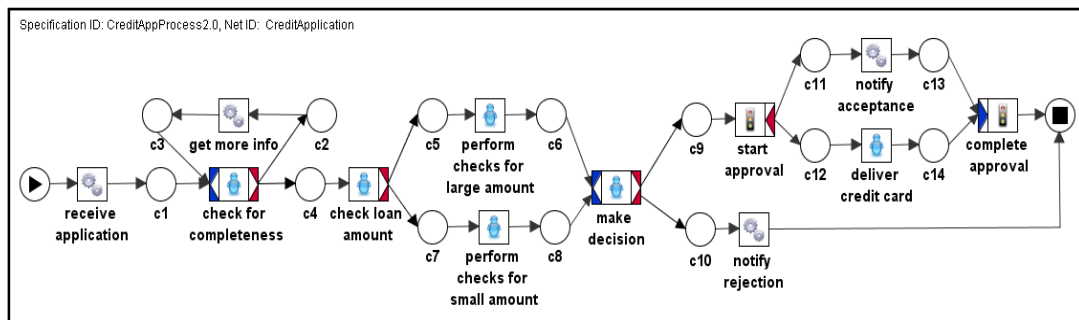 Specification ID: CreditAppProcess2.0, Net ID: CreditApplication
c11
notify
acceptance
c13
c3
get more info
c2
c5
perform
checks for
large amount
c6
c9
start
approval
c12
deliver
credit card
c14
complete
approval
receive
application
c1
check for
completeness
c4
check loan
amount
c7
perform
checks for
small amount
c8
make
decision
c10
notify
rejection